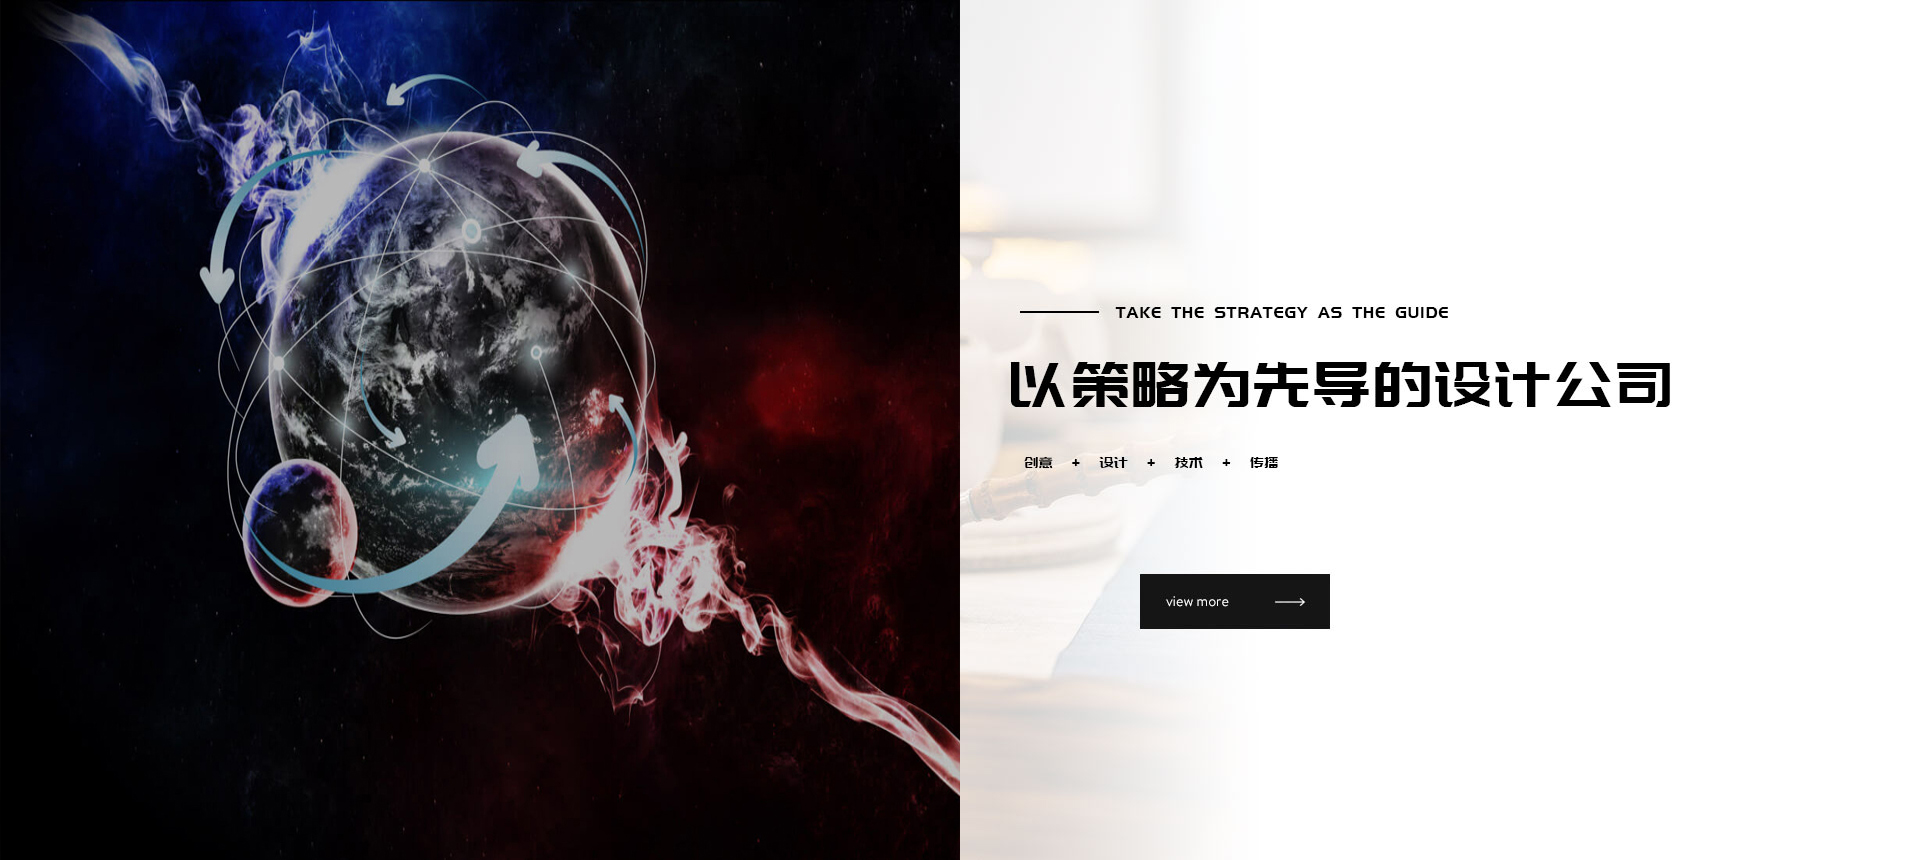 TAKE THE STRATEGY AS THE GUIDE
以策略为先导的设计公司
创意 + 设计 + 技术 + 传播
view more